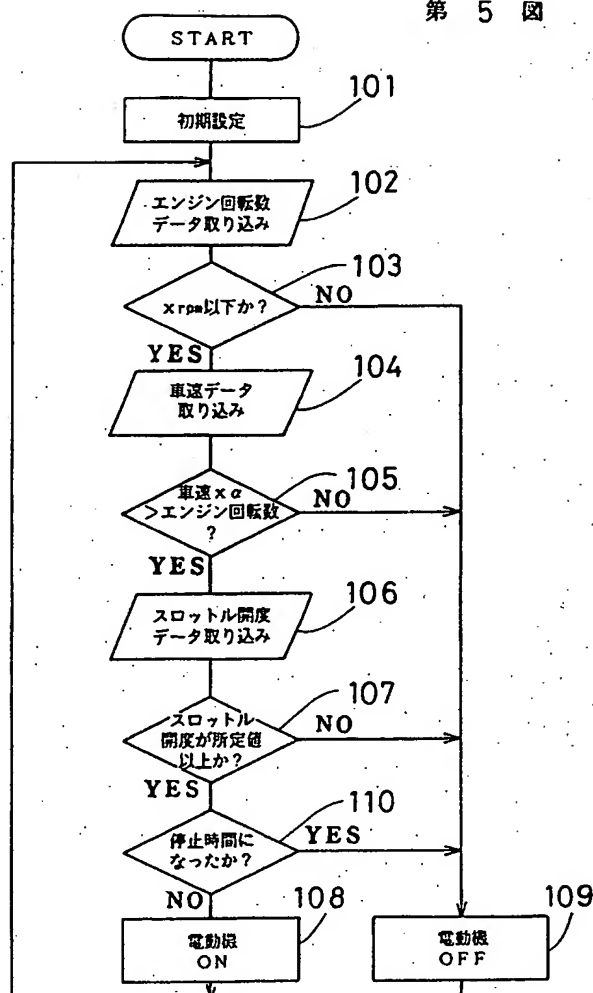 第 5 図
START
101
初期設定
102
エンジン回転数
データ取り込み
103
xrpm以下か?
NO
YES
104
車速データ
取り込み
105
車速xα
>エンジン回転数
?
NO
YES
106
スロットル開度
データ取り込み
107
スロットル
開度が所定値
以上か?
NO
YES
110
停止時間に
なったか?
YES
NO
108
電動機
ON
109
電動機
OFF